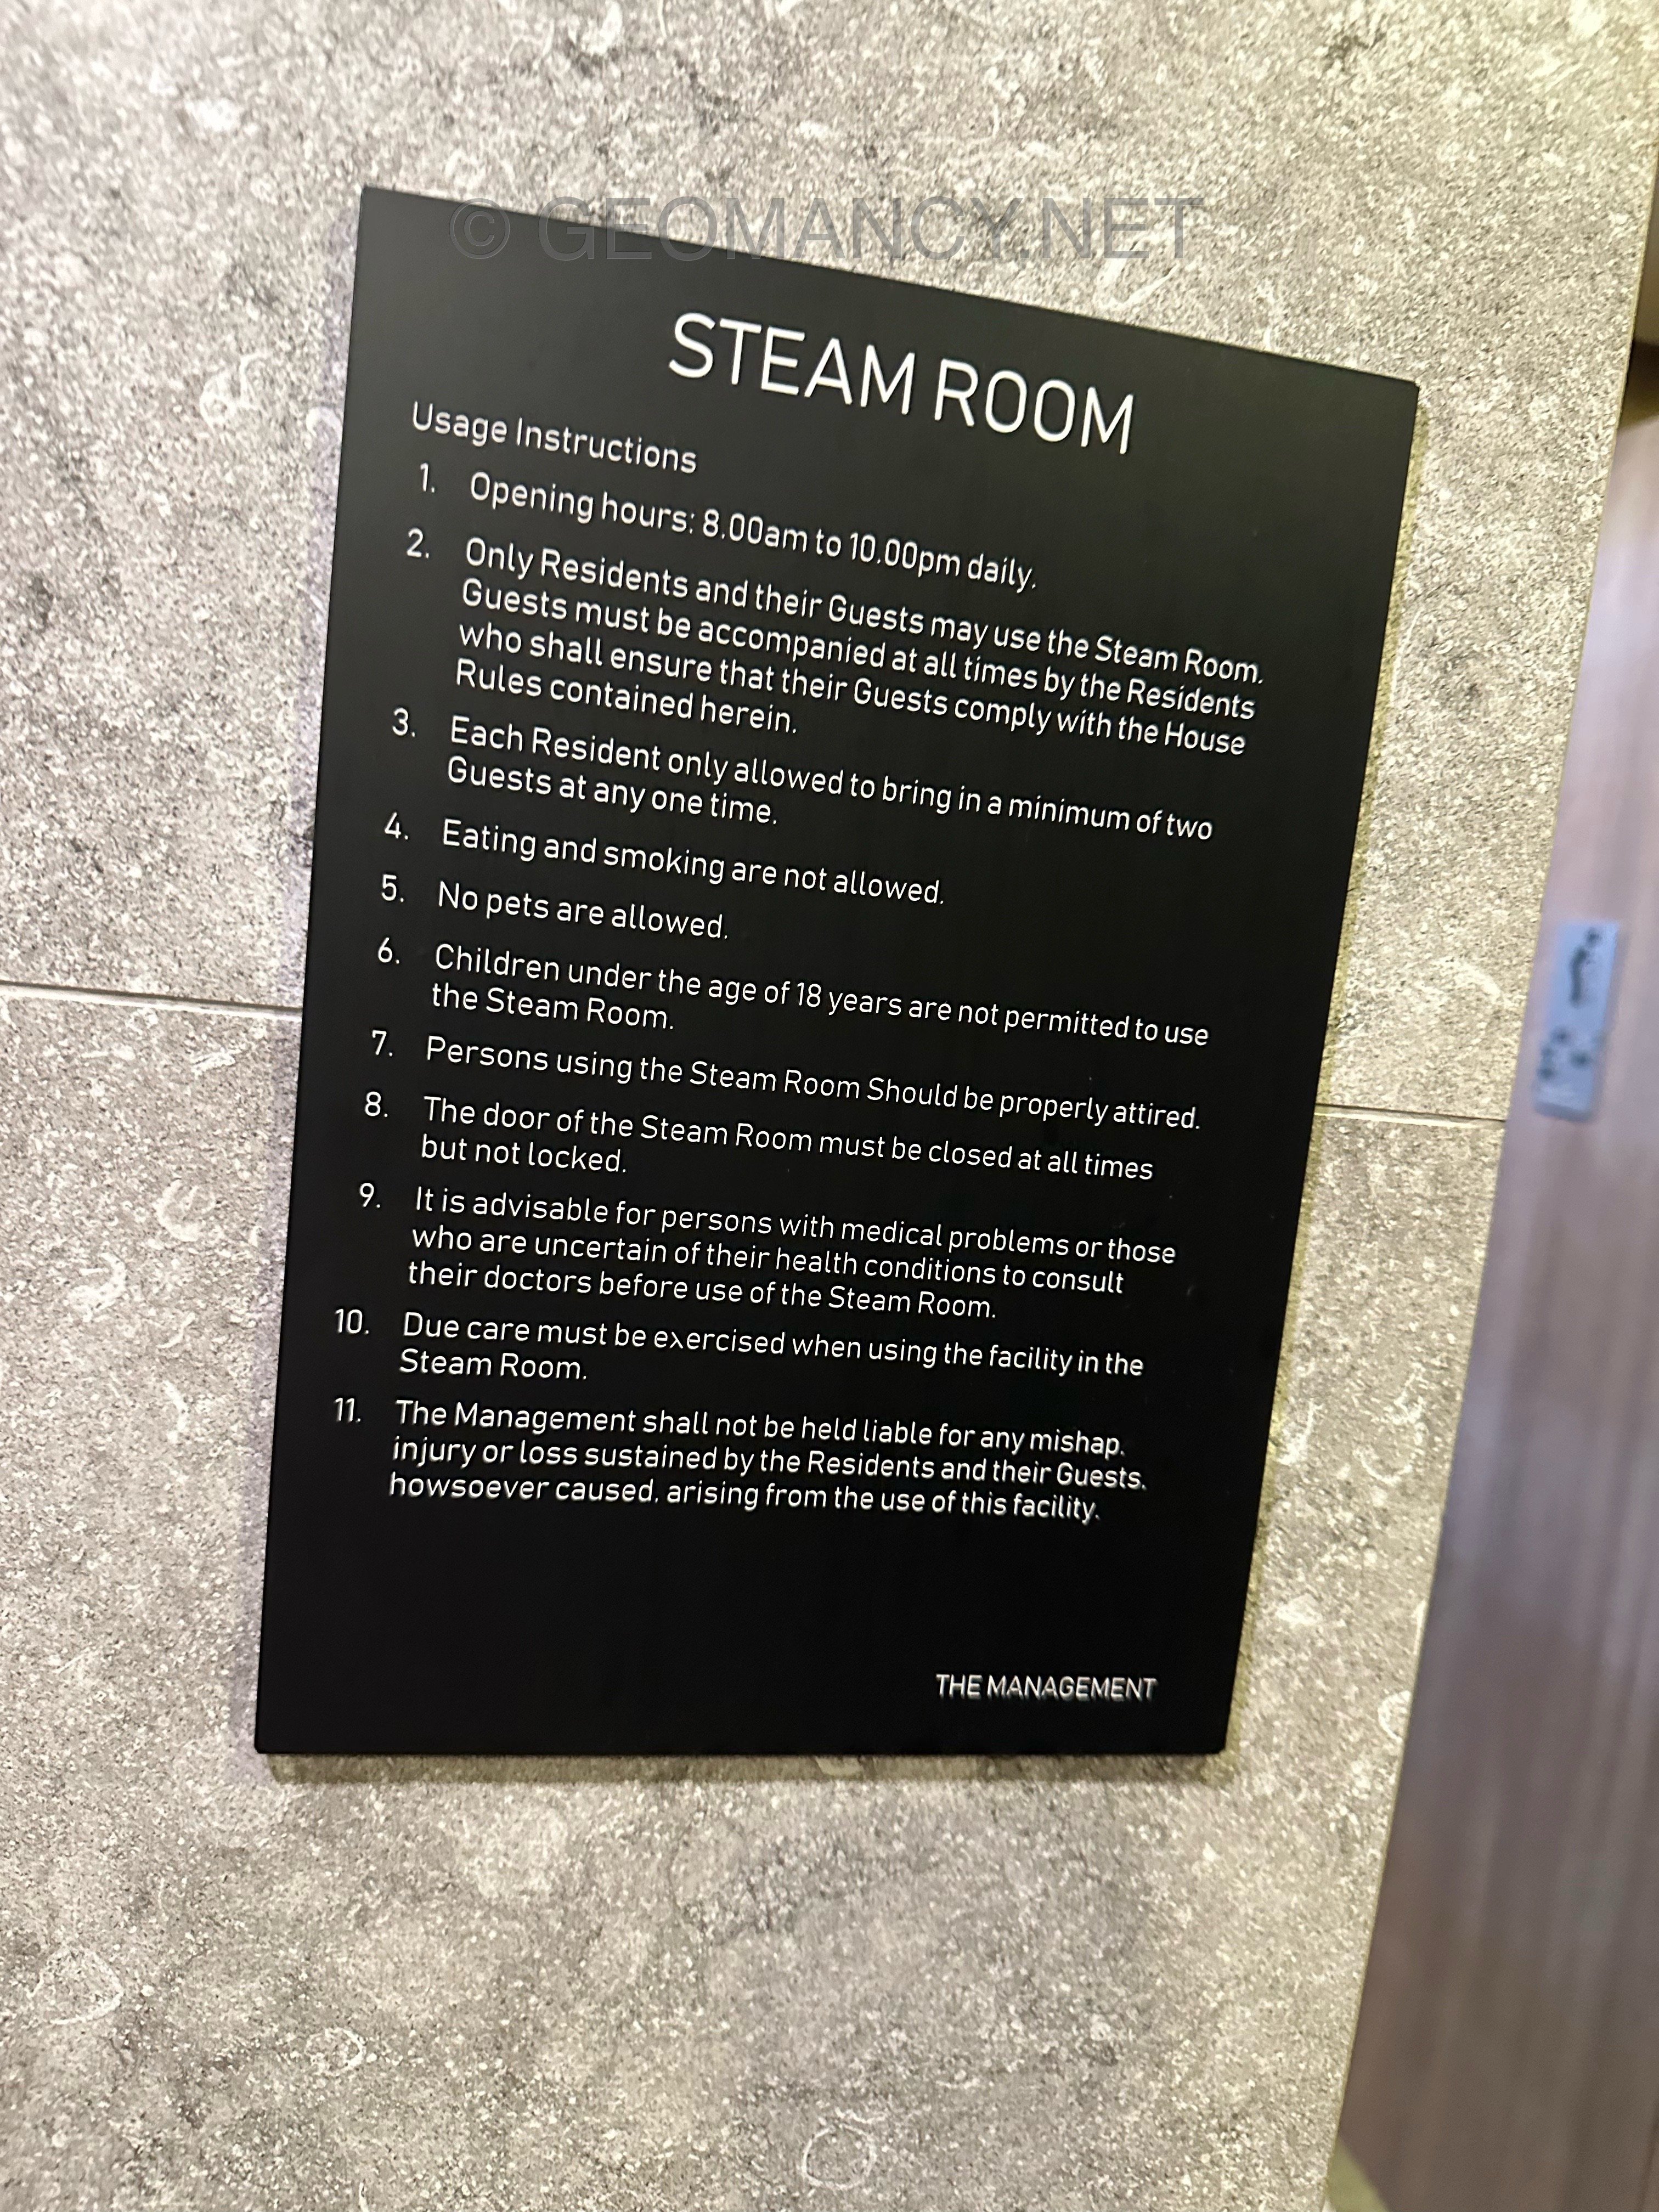 © GEOMANCY.NET
STEAM ROOM
Usage Instructions
1. Opening hours: 8.00am to 10.00pm daily.
2. Only Residents and their Guests may use the Steam Room.
Guests must be accompanied at all times by the Residents
who shall ensure that their Guests comply with the House
Rules contained herein.
3. Each Resident only allowed to bring in a minimum of two
Guests at any one time.
4. Eating and smoking are not allowed.
5. No pets are allowed.
6. Children under the age of 18 years are not permitted to use
the Steam Room.
7. Persons using the Steam Room Should be properly attired.
8. The door of the Steam Room must be closed at all times
but not locked.
9. It is advisable for persons with medical problems or those
who are uncertain of their health conditions to consult
their doctors before use of the Steam Room.
10. Due care must be exercised when using the facility in the
Steam Room.
11. The Management shall not be held liable for any mishap,
injury or loss sustained by the Residents and their Guests,
howsoever caused, arising from the use of this facility.
THE MANAGEMENT